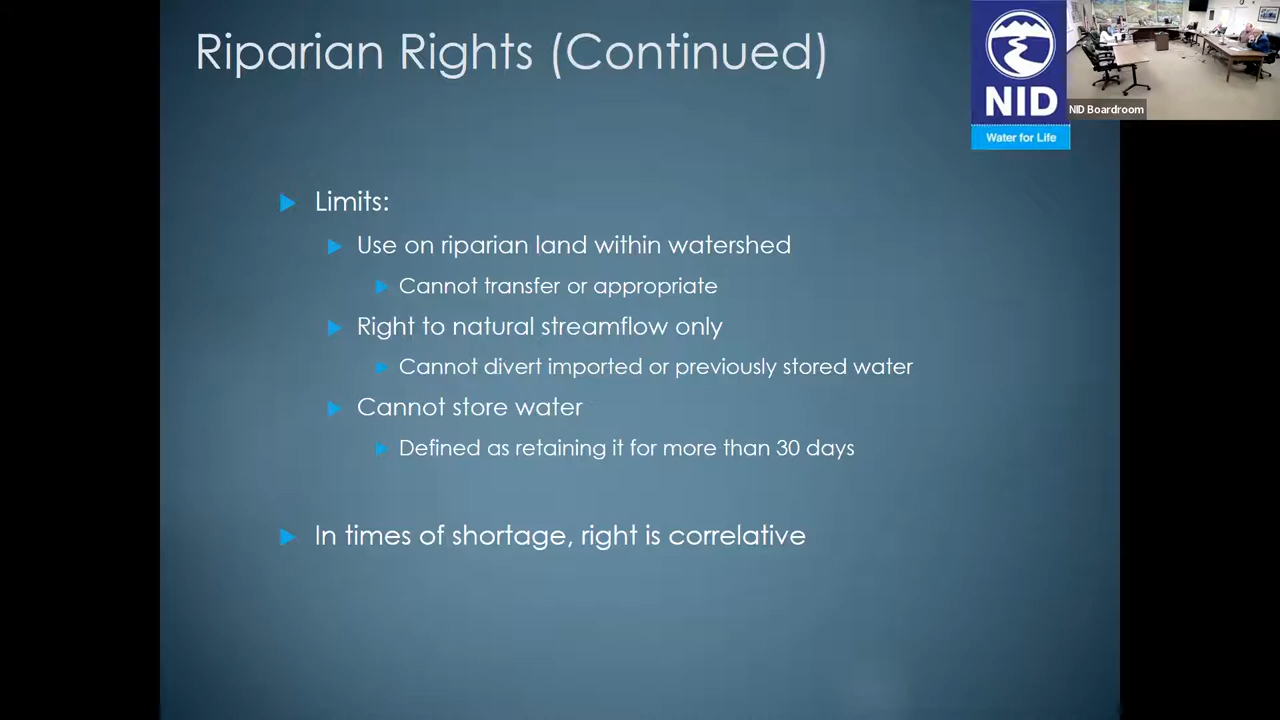 Riparian Rights (Continued)
NID
Water for Life
NID Boardroom
Limits:
Use on riparian land within watershed
Cannot transfer or appropriate
Right to natural streamflow only
Cannot divert imported or previously stored water
Cannot store water
Defined as retaining it for more than 30 days
In times of shortage, right is correlative